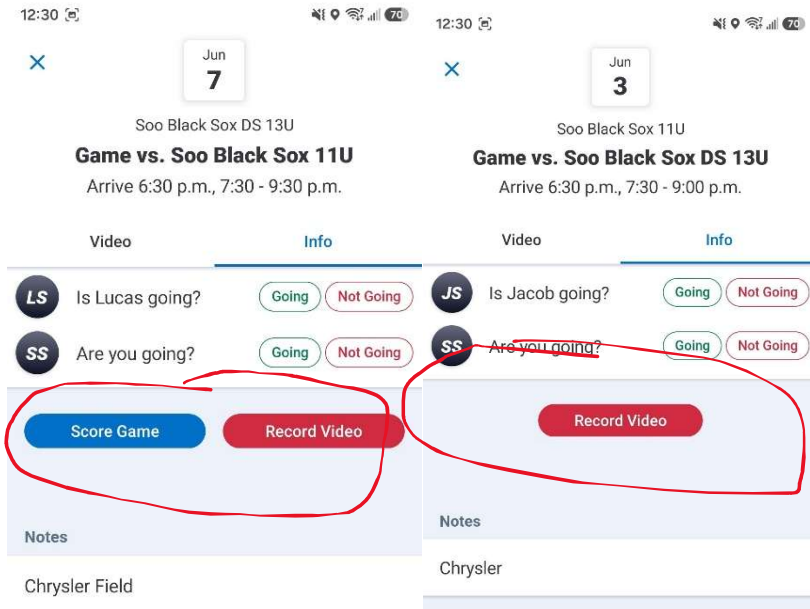 12:30
70
Jun
7
Soo Black Sox DS 13U
Game vs. Soo Black Sox 11U
Arrive 6:30 p.m., 7:30 - 9:30 p.m.
Video Info
LS Is Lucas going? Going Not Going
SS Are you going? Going Not Going
Score Game Record Video
Notes
Chrysler Field
12:30
70
Jun
3
Soo Black Sox 11U
Game vs. Soo Black Sox DS 13U
Arrive 6:30 p.m., 7:30 - 9:00 p.m.
Video Info
JS Is Jacob going? Going Not Going
SS Are you going? Going Not Going
Record Video
Notes
Chrysler